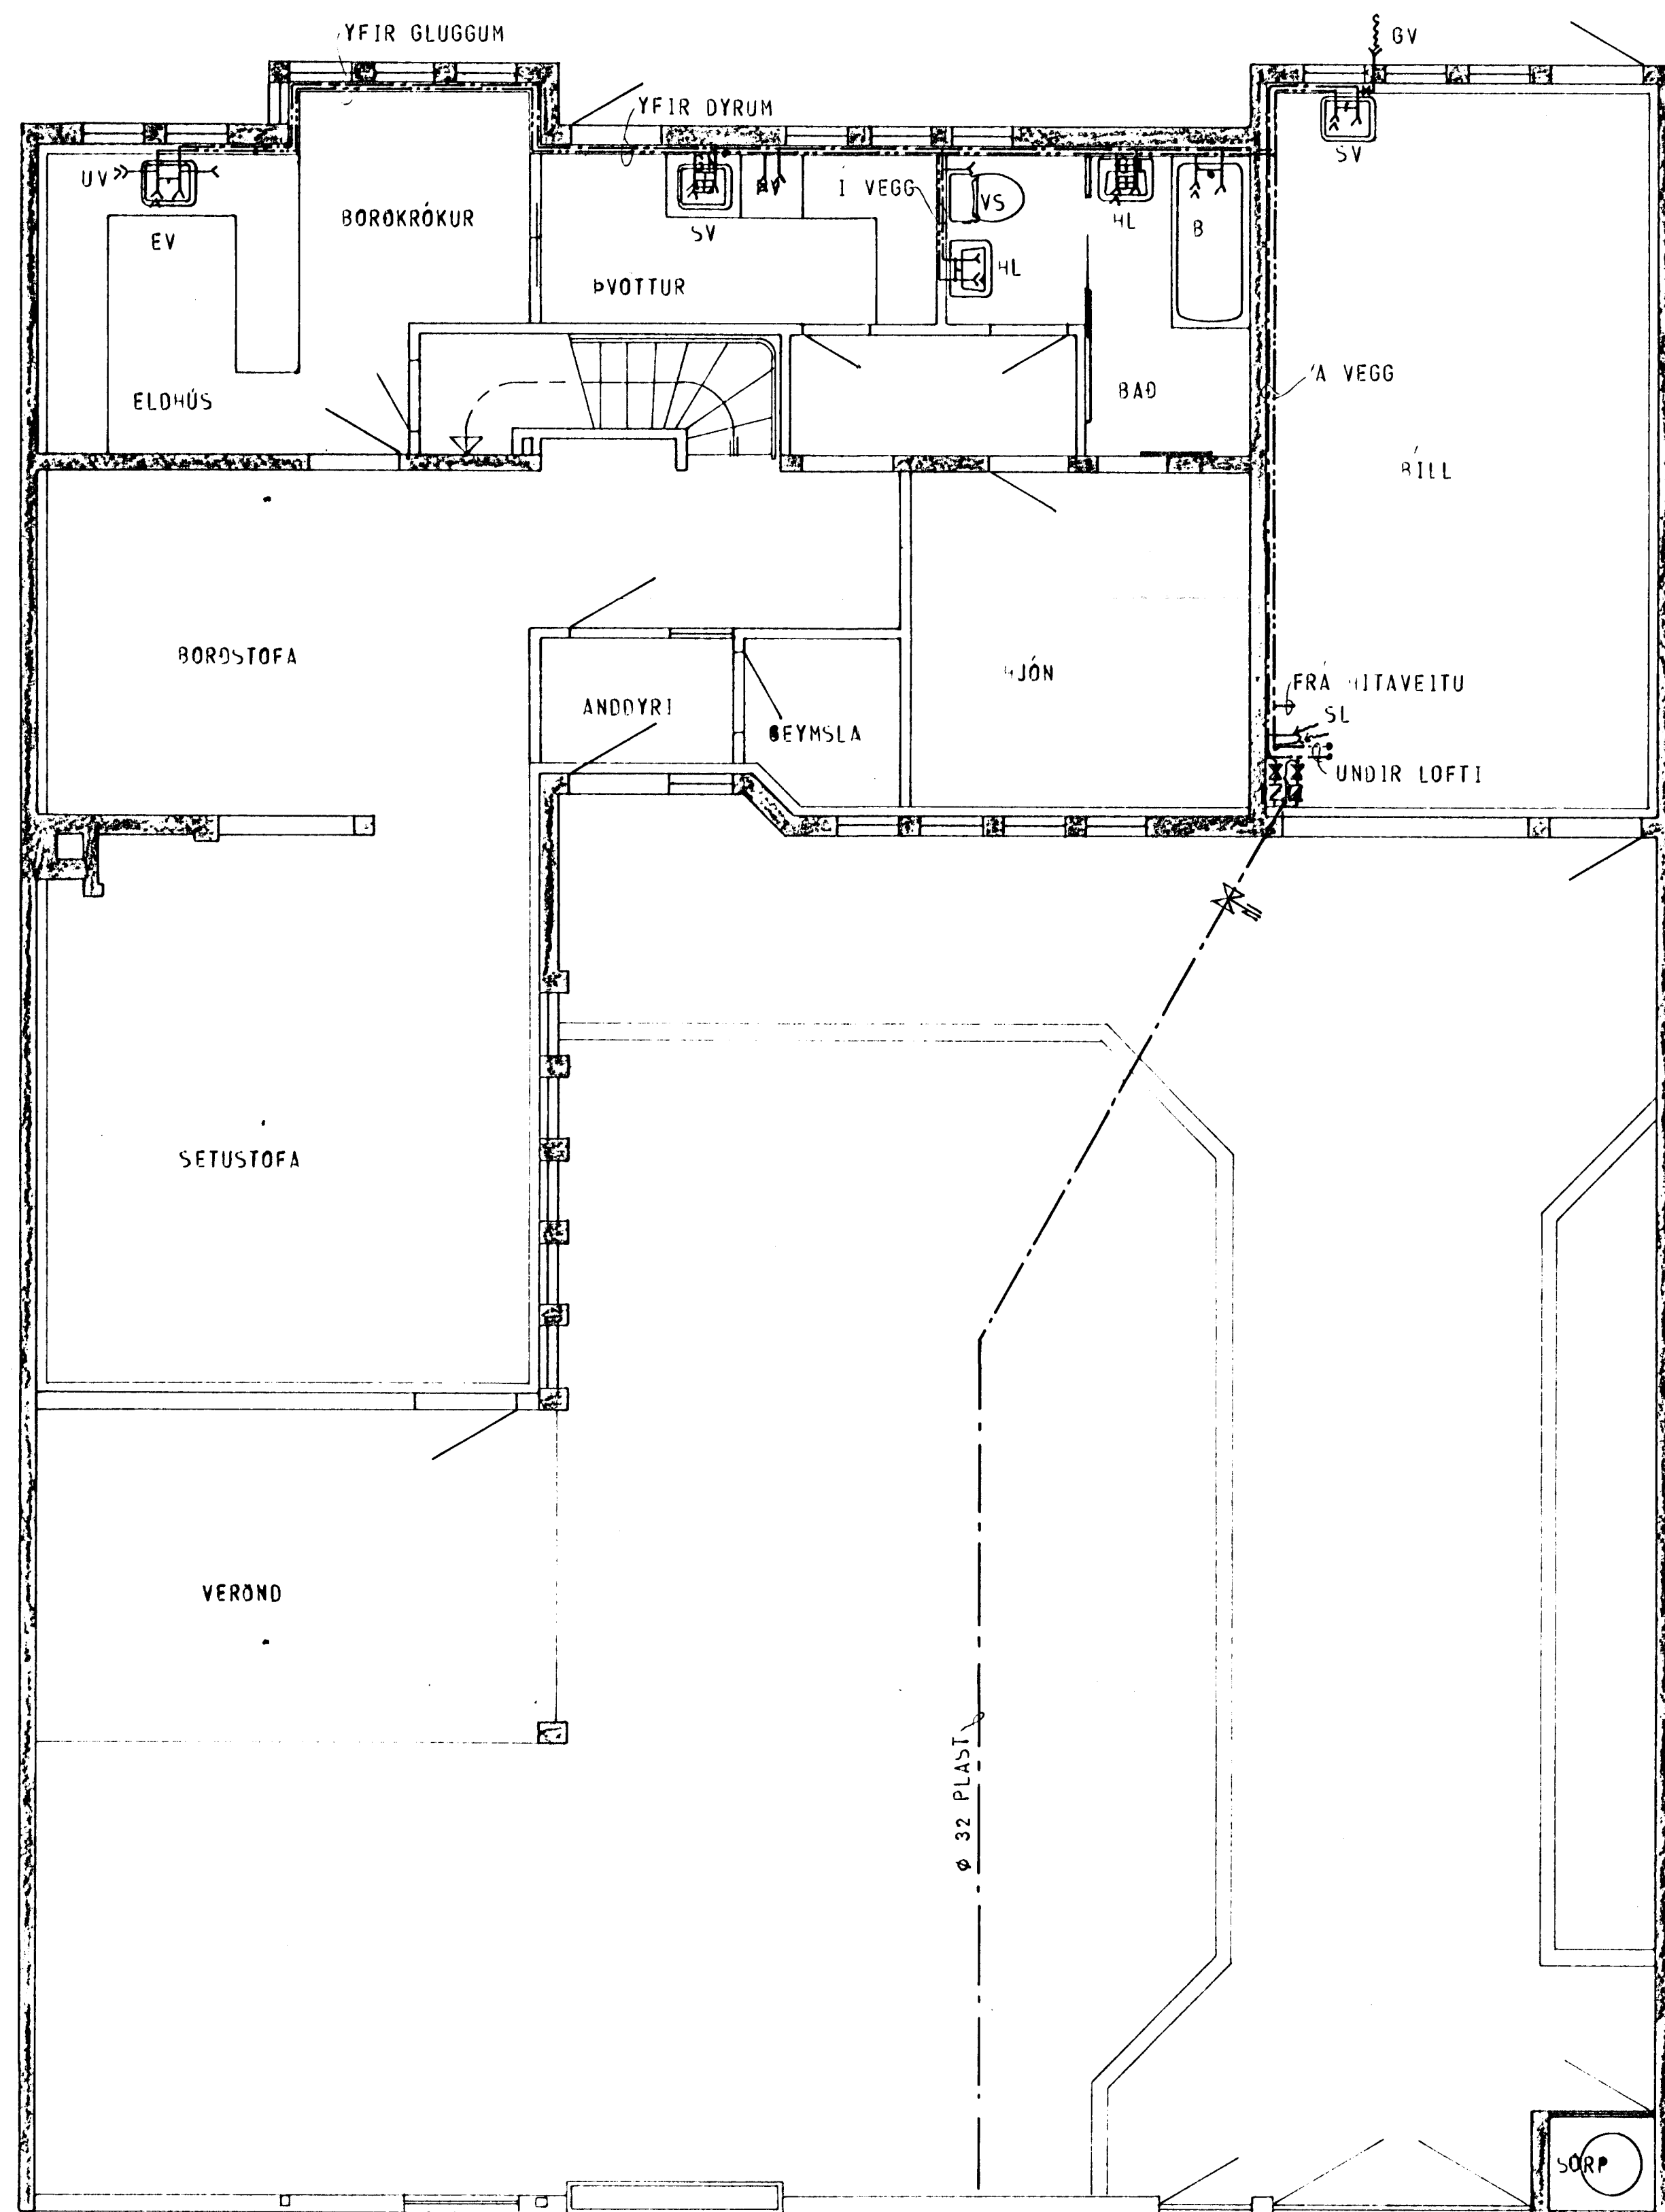 YFIR GLUGGUM
GV
YFIR DYRUM
SV
UV
EV
BORÐKRÓKUR
SV
ÞV
Í VEGG
VS
HL
HL
B
ÞVOTTUR
ELDHÚS
BAÐ
Á VEGG
BÍLL
BORÐSTOFA
ANDDYRI
GEYMSLA
HJÓN
FRÁ HITAVEITU
SL
UNDIR LOFTI
SETUSTOFA
VERÖND
ø 32 PLAST
SORP